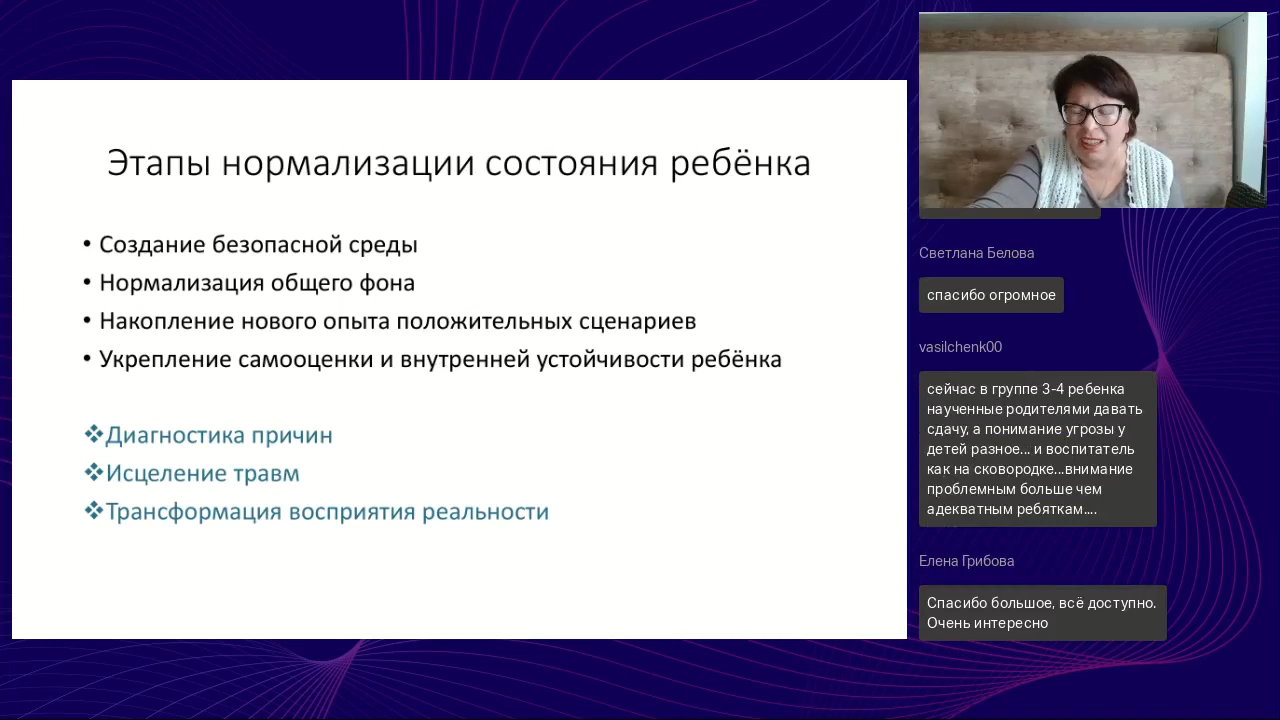 Этапы нормализации состояния ребёнка
• Создание безопасной среды
• Нормализация общего фона
• Накопление нового опыта положительных сценариев
• Укрепление самооценки и внутренней устойчивости ребёнка
❖Диагностика причин
❖Исцеление травм
❖Трансформация восприятия реальности
Светлана Белова
спасибо огромное
vasilchenk00
сейчас в группе 3-4 ребенка
наученные родителями давать
сдачу, а понимание угрозы у
детей разное... и воспитатель
как на сковородке...внимание
проблемным больше чем
адекватным ребяткам....
Елена Грибова
Спасибо большое, всё доступно.
Очень интересно